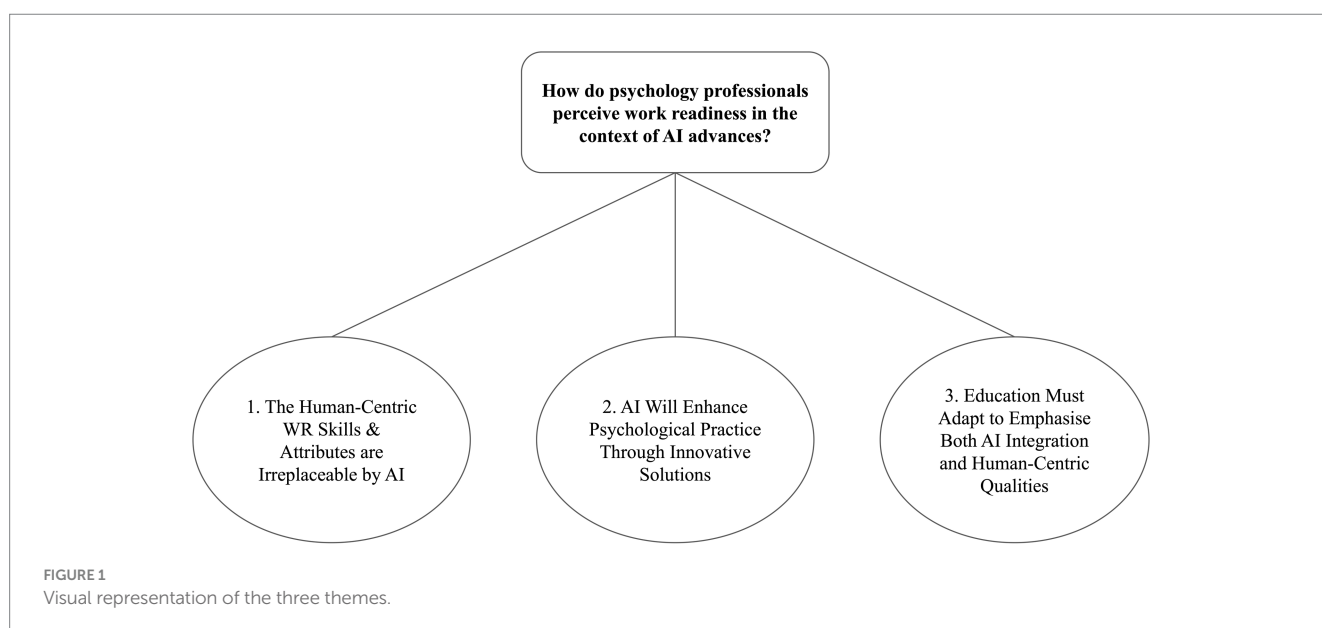 How do psychology professionals
perceive work readiness in the
context of AI advances?
1. The Human-Centric
WR Skills &
Attributes are
Irreplaceable by AI
2. AI Will Enhance
Psychological Practice
Through Innovative
Solutions
3. Education Must
Adapt to Emphasise
Both AI Integration
and Human-Centric
Qualities
FIGURE 1
Visual representation of the three themes.